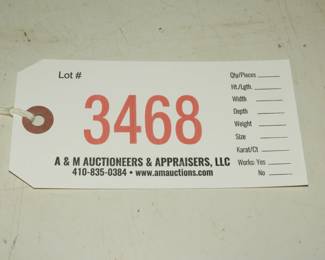 Lot #
3468
A & M AUCTIONEERS & APPRAISERS, LLC
410-835-0384 • www.amauctions.com
Qty/Pieces
Ht./Lgth.
Width
Depth
Weight
Size
Karat/Ct
Works: Yes
No